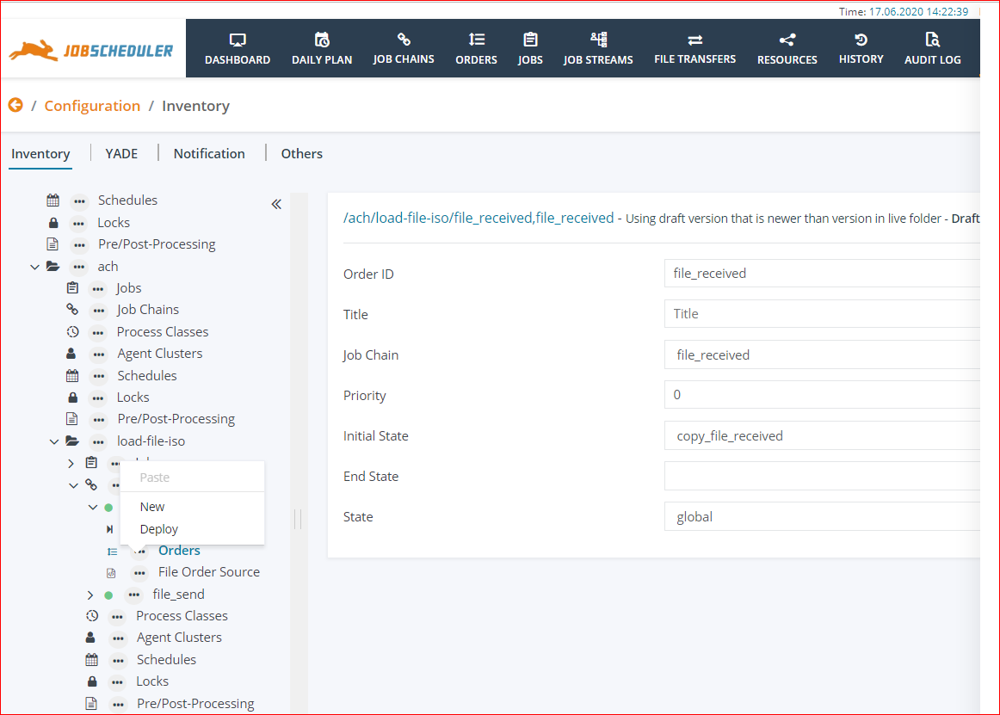 Time: 17.06.2020 14:22:39
JOBSCHEDULER
DASHBOARD DAILY PLAN JOB CHAINS ORDERS JOBS JOB STREAMS FILE TRANSFERS RESOURCES HISTORY AUDIT LOG
/ Configuration / Inventory
Inventory YADE Notification Others
Schedules
Locks
Pre/Post-Processing
ach
Jobs
Job Chains
Process Classes
Agent Clusters
Schedules
Locks
Pre/Post-Processing
load-file-iso
Paste
New
Deploy
Orders
File Order Source
file_send
Process Classes
Agent Clusters
Schedules
Locks
Pre/Post-Processing
/ach/load-file-iso/file_received,file_received - Using draft version that is newer than version in live folder - Draft
Order ID file_received
Title Title
Job Chain file_received
Priority 0
Initial State copy_file_received
End State
State global